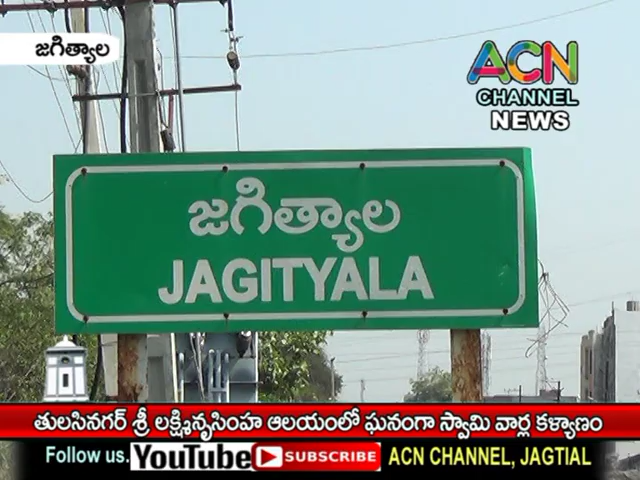 జగిత్యాల
ACN
CHANNEL
NEWS
జగిత్యాల
JAGITYALA
తులసినగర్ శ్రీ లక్ష్మినృసింహ ఆలయంలో ఘనంగా స్వామి వార్ల కళ్యాణం
Follow us. YouTube SUBSCRIBE ACN CHANNEL, JAGTIAL